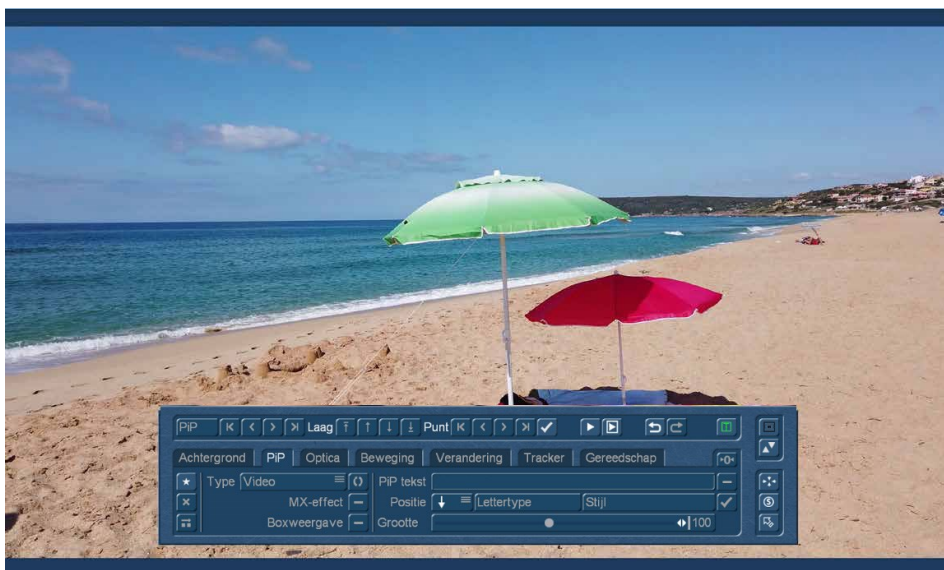 PiP Laag Punt
Achtergrond PiP Optica Beweging Verandering Tracker Gereedschap
Type Video PiP tekst
MX-effect Positie Lettertype Stijl
Boxweergave Grootte 100